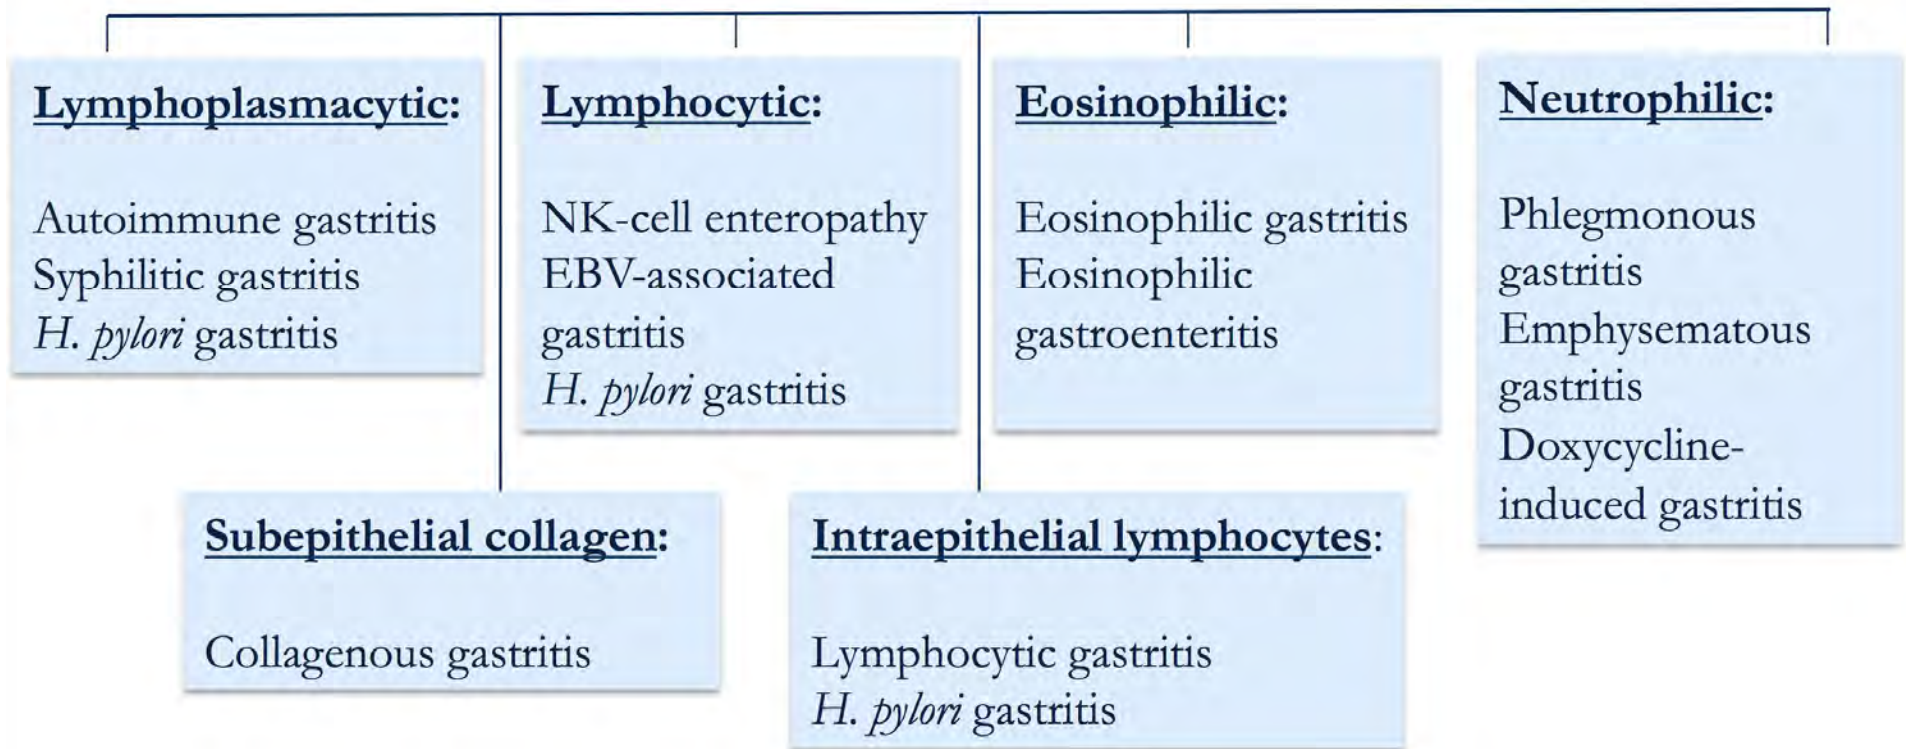 Lymphoplasmacytic:
Autoimmune gastritis
Syphilitic gastritis
H. pylori gastritis
Lymphocytic:
NK-cell enteropathy
EBV-associated
gastritis
H. pylori gastritis
Eosinophilic:
Eosinophilic gastritis
Eosinophilic
gastroenteritis
Neutrophilic:
Phlegmonous
gastritis
Emphysematous
gastritis
Doxycycline-
induced gastritis
Subepithelial collagen:
Collagenous gastritis
Intraepithelial lymphocytes:
Lymphocytic gastritis
H. pylori gastritis